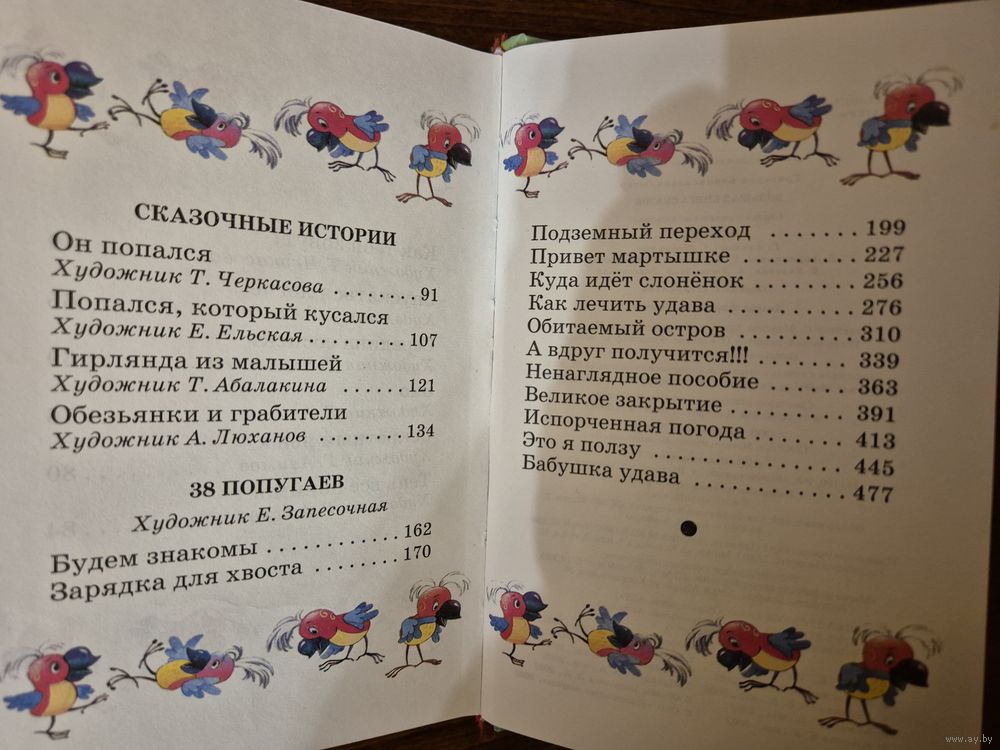 СКАЗОЧНЫЕ ИСТОРИИ
Он попался
Художник Т. Черкасова ........ 91
Попался, который кусался
Художник Е. Ельская .......... 107
Гирлянда из малышей
Художник Т. Абалакина ...... 121
Обезьянки и грабители
Художник А. Люханов ........ 134
38 ПОПУГАЕВ
Художник Е. Запесочная
Будем знакомы ............ 162
Зарядка для хвоста ........ 170
Подземный переход ....... 199
Привет мартышке ......... 227
Куда идёт слонёнок ........ 256
Как лечить удава .......... 276
Обитаемый остров ......... 310
А вдруг получится!!! ....... 339
Ненаглядное пособие ....... 363
Великое закрытие ......... 391
Испорченная погода ....... 413
Это я ползу .............. 445
Бабушка удава ............ 477
www.ay.by